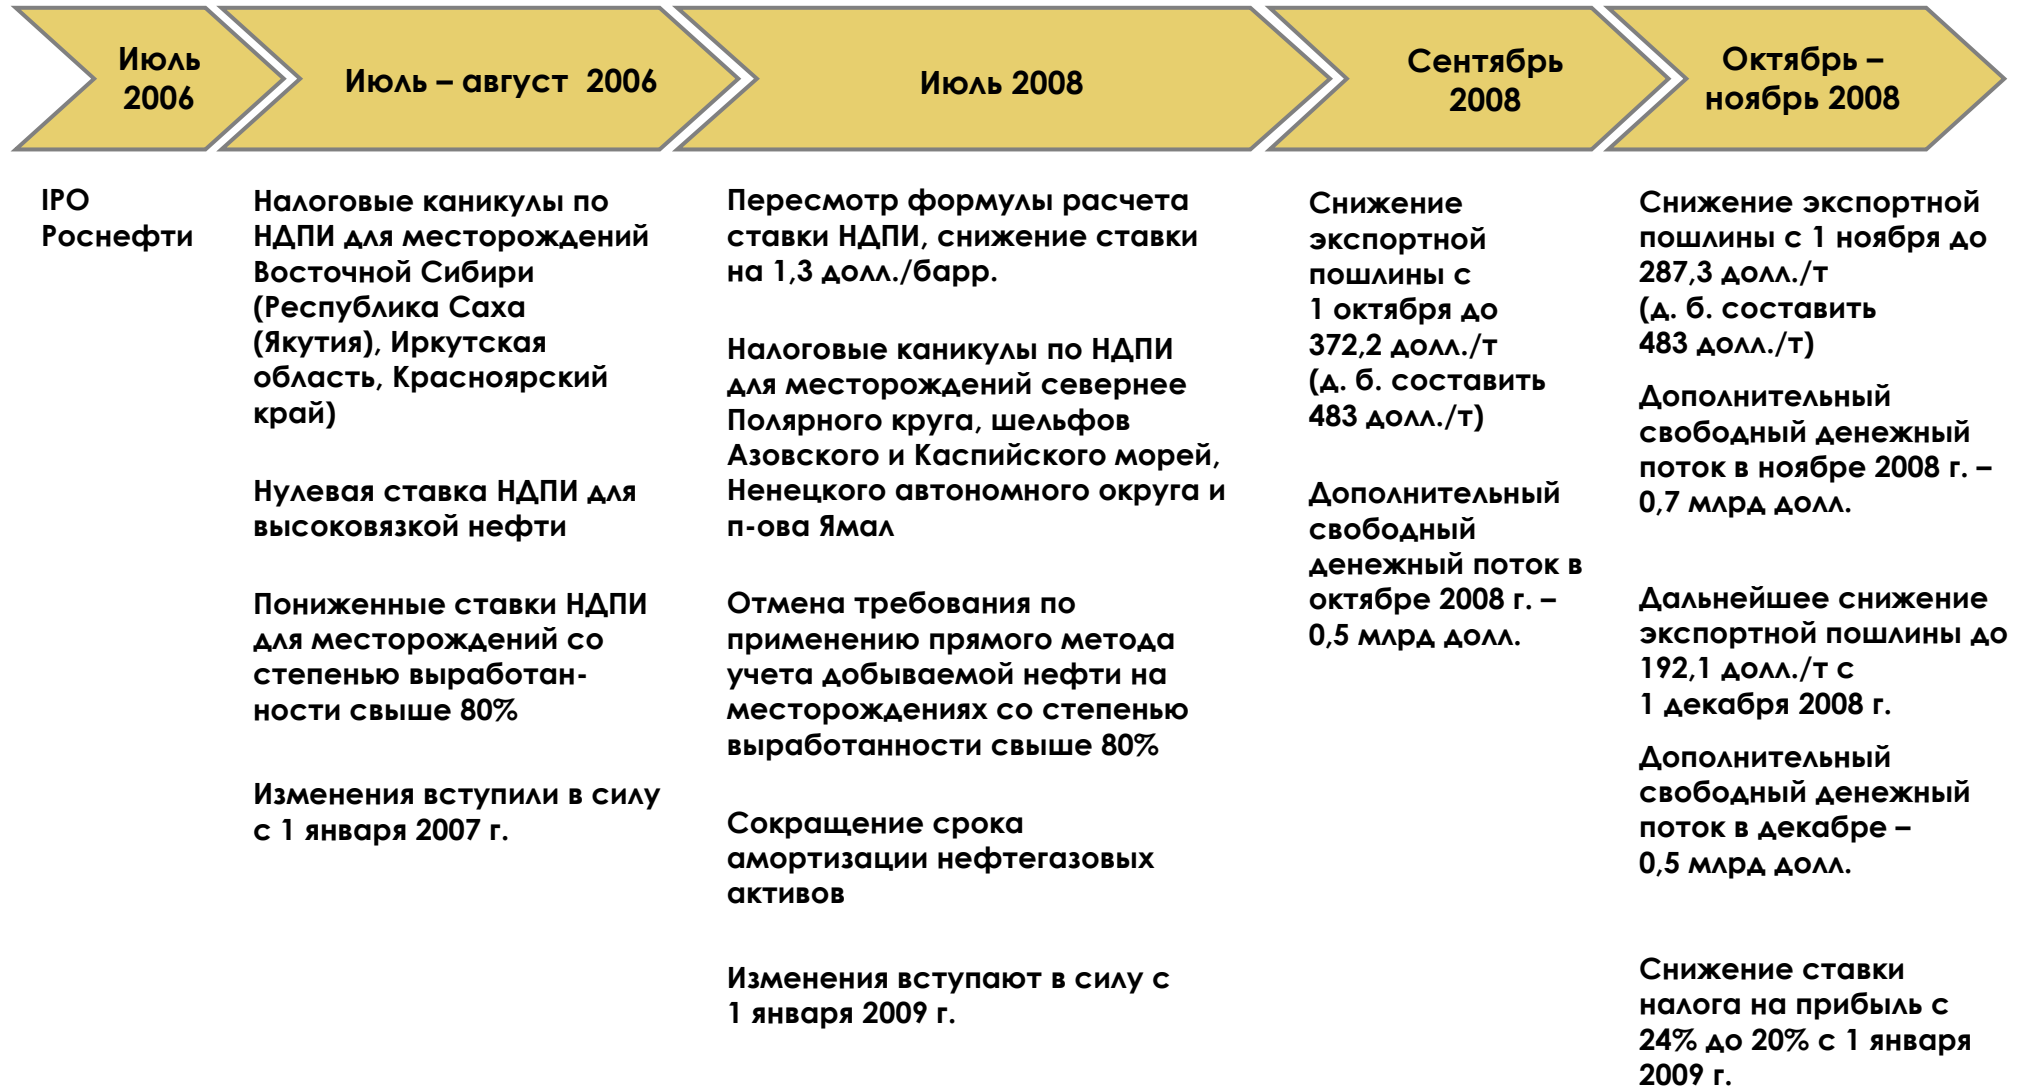 Июль
2006
Июль – август 2006
Июль 2008
Сентябрь
2008
Октябрь –
ноябрь 2008
IPO
Роснефти
Налоговые каникулы по
НДПИ для месторождений
Восточной Сибири
(Республика Саха
(Якутия), Иркутская
область, Красноярский
край)
Нулевая ставка НДПИ для
высоковязкой нефти
Пониженные ставки НДПИ
для месторождений со
степенью выработан-
ности свыше 80%
Изменения вступили в силу
с 1 января 2007 г.
Пересмотр формулы расчета
ставки НДПИ, снижение ставки
на 1,3 долл./барр.
Налоговые каникулы по НДПИ
для месторождений севернее
Полярного круга, шельфов
Азовского и Каспийского морей,
Ненецкого автономного округа и
п-ова Ямал
Отмена требования по
применению прямого метода
учета добываемой нефти на
месторождениях со степенью
выработанности свыше 80%
Сокращение срока
амортизации нефтегазовых
активов
Изменения вступают в силу с
1 января 2009 г.
Снижение
экспортной
пошлины с
1 октября до
372,2 долл./т
(д. б. составить
483 долл./т)
Дополнительный
свободный
денежный поток в
октябре 2008 г. –
0,5 млрд долл.
Снижение экспортной
пошлины с 1 ноября до
287,3 долл./т
(д. б. составить
483 долл./т)
Дополнительный
свободный денежный
поток в ноябре 2008 г. –
0,7 млрд долл.
Дальнейшее снижение
экспортной пошлины до
192,1 долл./т с
1 декабря 2008 г.
Дополнительный
свободный денежный
поток в декабре –
0,5 млрд долл.
Снижение ставки
налога на прибыль с
24% до 20% с 1 января
2009 г.